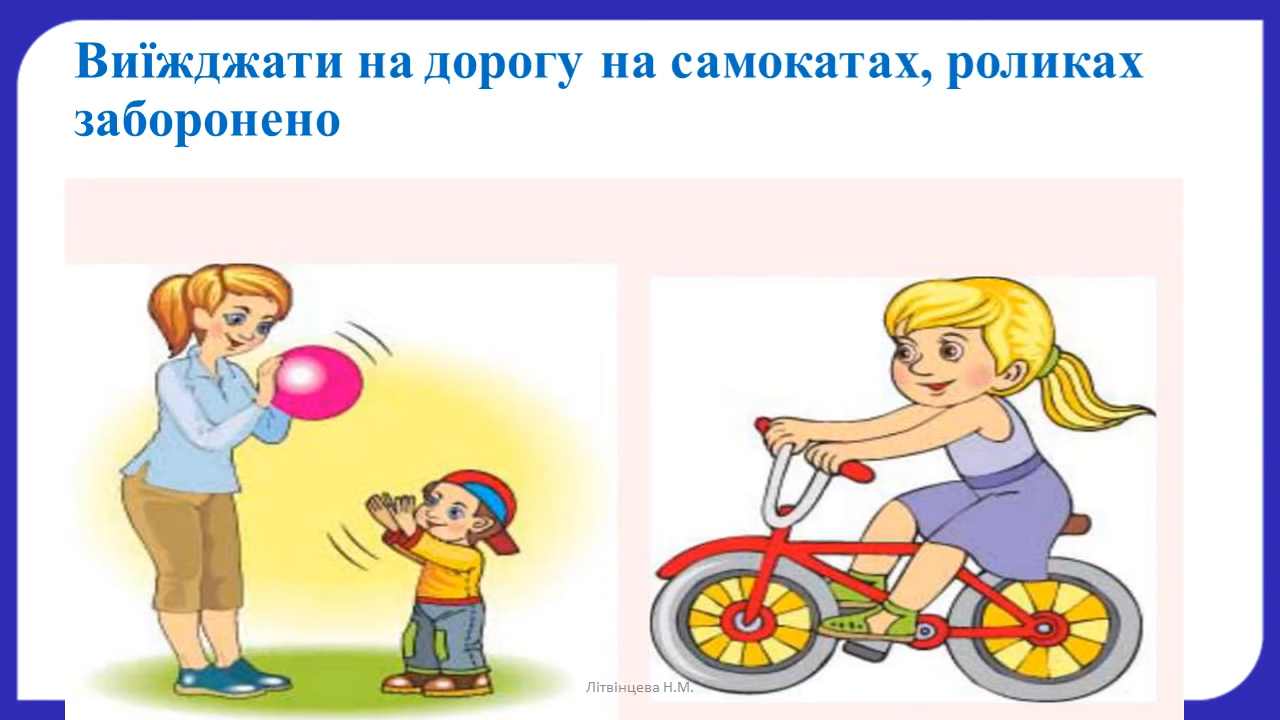 Виїжджати на дорогу на самокатах, роликах
заборонено
Літвінцева Н.М.